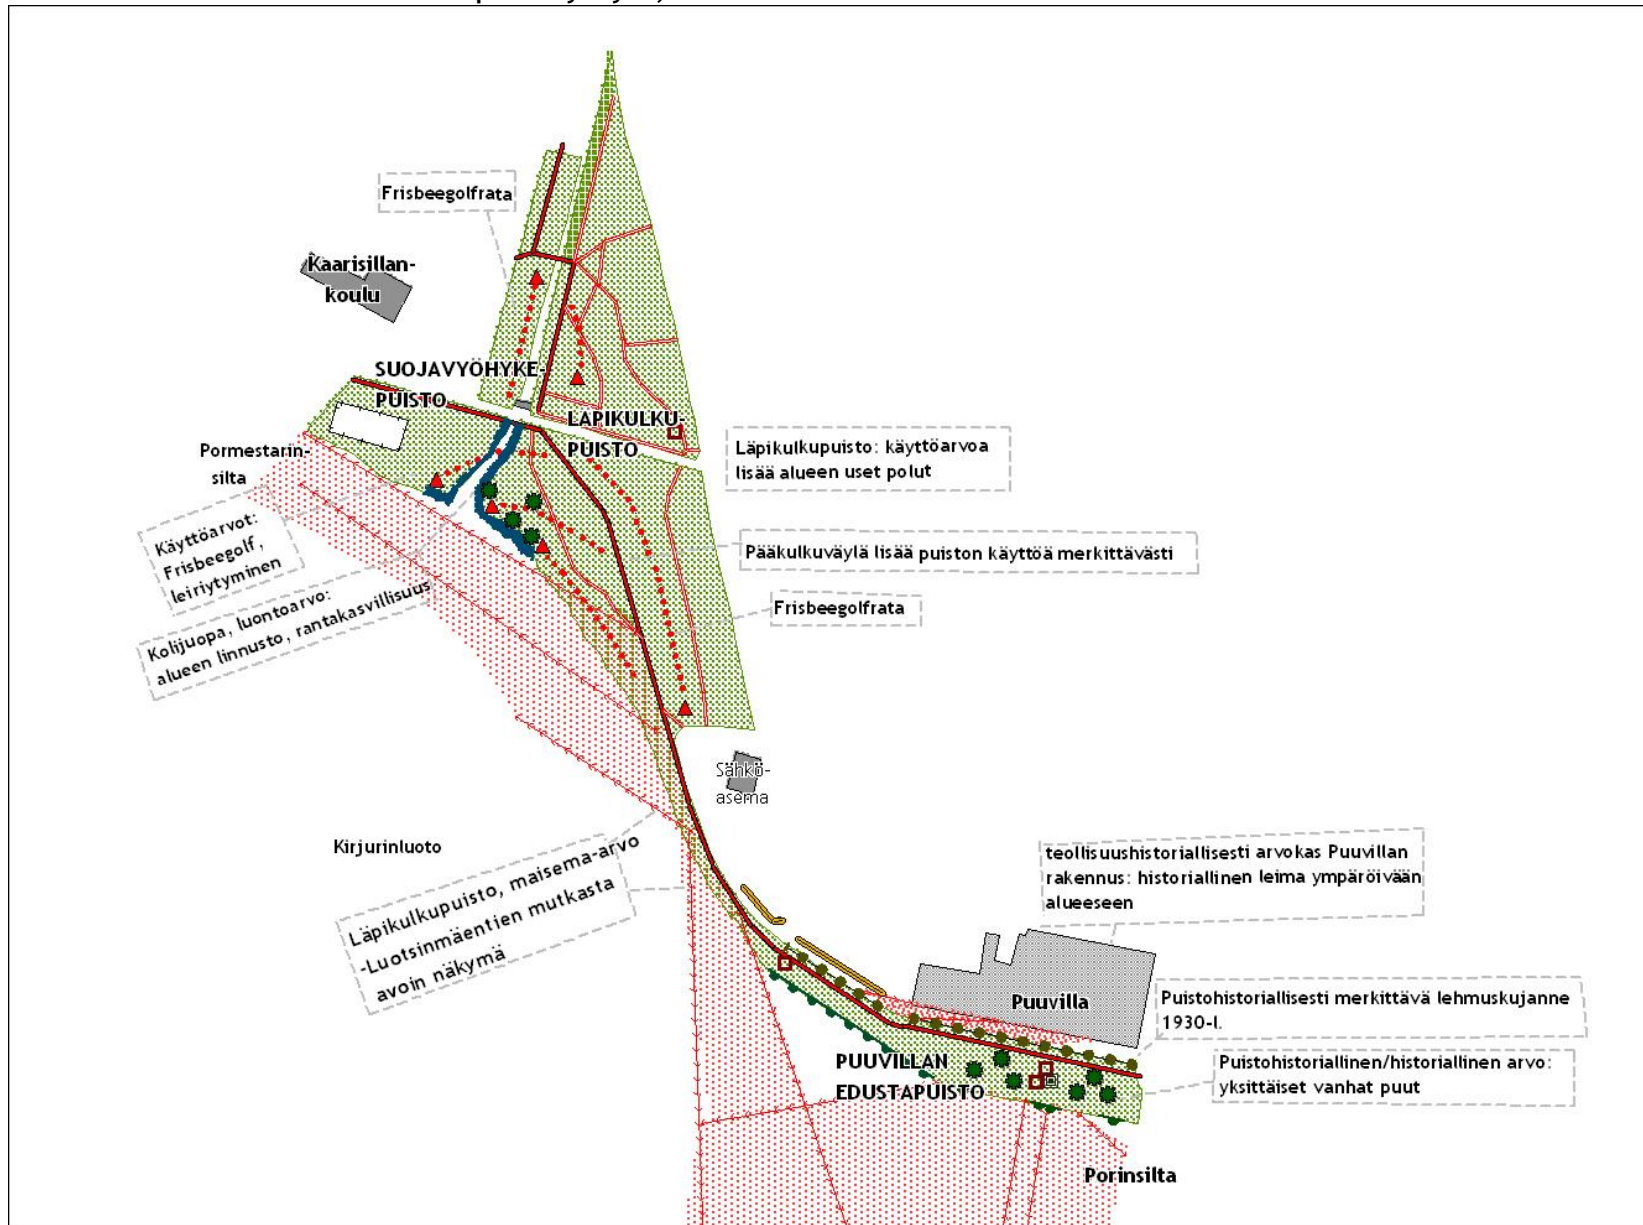 Frisbeegolfrata
Kaarisillan-
koulu
SUOJAVYÖHYKE-
PUISTO
LÄPIKULKU-
PUISTO
Pormestarin-
silta
Läpikulkupuisto: käyttöarvoa
lisää alueen uset polut
Käyttöarvot:
Frisbeegolf,
leiriytyminen
Pääkulkuväylä lisää puiston käyttöä merkittävästi
Kolijuopa, luontoarvo:
alueen linnusto, rantakasvillisuus
Frisbeegolfrata
Sähkö-
asema
Kirjurinluoto
Läpikulkupuisto, maisema-arvo
-Luotsinmäentien mutkasta
avoin näkymä
teollisuushistoriallisesti arvokas Puuvillan
rakennus: historiallinen leima ympäröivään
alueeseen
Puuvilla
Puistohistoriallisesti merkittävä lehmuskujanne
1930-l.
PUUVILLAN
EDUSTAPUISTO
Puistohistoriallinen/historiallinen arvo:
yksittäiset vanhat puut
Porinsilta